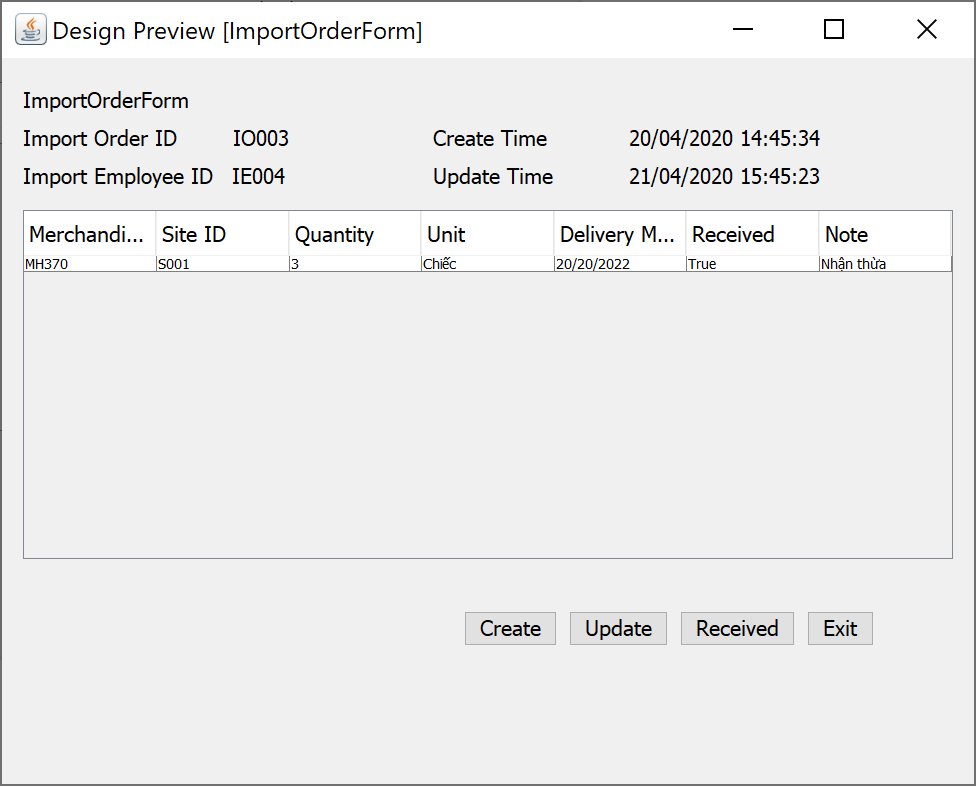 Design Preview [ImportOrderForm]
ImportOrderForm
Import Order ID IO003 Create Time 20/04/2020 14:45:34
Import Employee ID IE004 Update Time 21/04/2020 15:45:23
Merchandi... Site ID Quantity Unit Delivery M... Received Note
MH370 S001 3 Chiếc 20/20/2022 True Nhận thừa
Create Update Received Exit